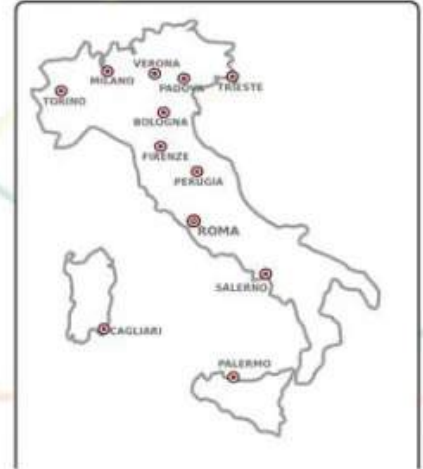 VERONA
MILANO
PADOVA
TRIESTE
TORINO
BOLOGNA
FIRENZE
PERUGIA
ROMA
SALERNO
CAGLIARI
PALERMO